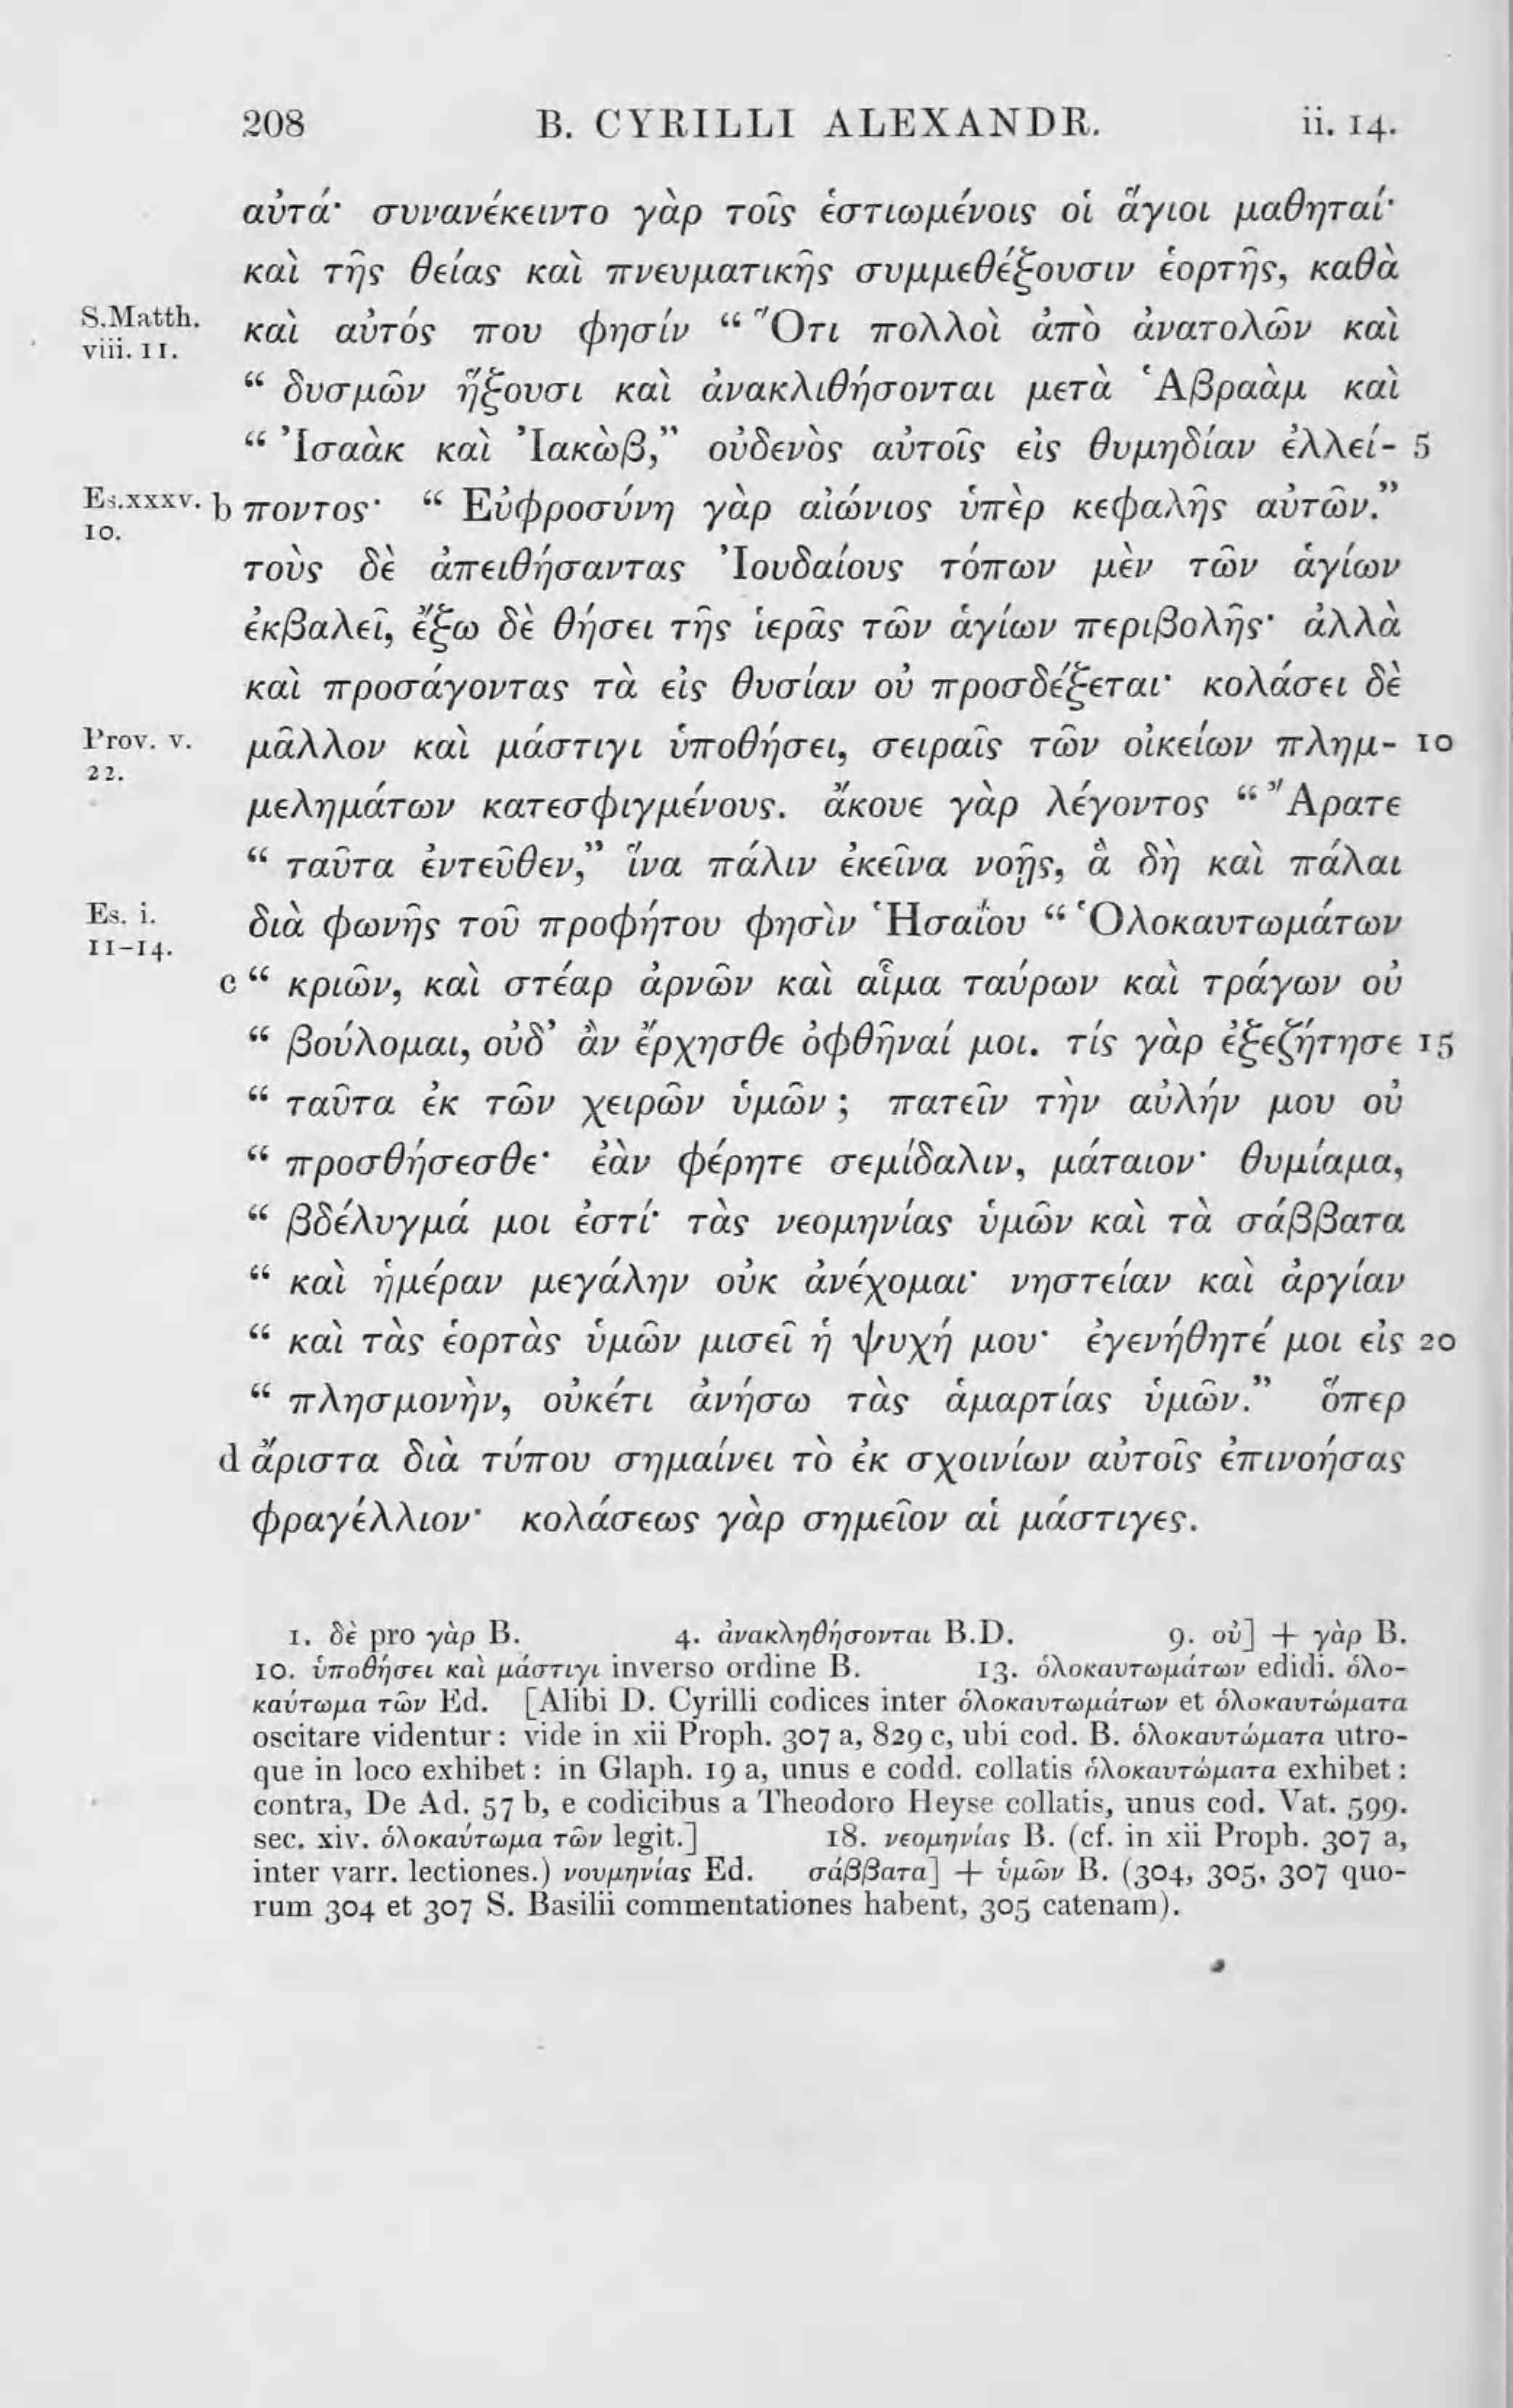 208 B. CYRILLI ALEXANDR. ii. 14.
αὐτά· συνανέκειντο γὰρ τοῖς ἑστιωμένοις οἱ ἅγιοι μαθηταί·
καὶ τῆς θείας καὶ πνευματικῆς συμμεθέξουσιν ἑορτῆς, καθὰ
S.Matth. viii. 11. καὶ αὐτός που φησίν “Ὅτι πολλοὶ ἀπὸ ἀνατολῶν καὶ
“ δυσμῶν ἥξουσι καὶ ἀνακλιθήσονται μετὰ Ἁβραὰμ καὶ
“ Ἰσαὰκ καὶ Ἰακὼβ,” οὐδενὸς αὐτοῖς εἰς θυμηδίαν ἐλλεί- 5
Es.xxxv. 10. b ποντος· “ Εὐφροσύνη γὰρ αἰώνιος ὑπὲρ κεφαλῆς αὐτῶν.”
τοὺς δὲ ἀπειθήσαντας Ἰουδαίους τόπων μὲν τῶν ἁγίων
ἐκβαλεῖ, ἔξω δὲ θήσει τῆς ἱερᾶς τῶν ἁγίων περιβολῆς· ἀλλὰ
καὶ προσάγοντας τὰ εἰς θυσίαν οὐ προσδέξεται· κολάσει δὲ
Prov. v. 22. μᾶλλον καὶ μάστιγι ὑποθήσει, σειραῖς τῶν οἰκείων πλημ- 10
μελημάτων κατεσφιγμένους. ἄκουε γὰρ λέγοντος “Ἄρατε
“ ταῦτα ἐντεῦθεν,” ἵνα πάλιν ἐκεῖνα νοῇς, ἃ δὴ καὶ πάλαι
Es. i. 11-14. διὰ φωνῆς τοῦ προφήτου φησὶν Ἡσαΐου “Ὁλοκαυτωμάτων
c “ κριῶν, καὶ στέαρ ἀρνῶν καὶ αἷμα ταύρων καὶ τράγων οὐ
“ βούλομαι, οὐδ’ ἂν ἔρχησθε ὀφθῆναί μοι. τίς γὰρ ἐξεζήτησε 15
“ ταῦτα ἐκ τῶν χειρῶν ὑμῶν ; πατεῖν τὴν αὐλήν μου οὐ
“ προσθήσεσθε· ἐὰν φέρητε σεμίδαλιν, μάταιον· θυμίαμα,
“ βδέλυγμά μοι ἐστί· τὰς νεομηνίας ὑμῶν καὶ τὰ σάββατα
“ καὶ ἡμέραν μεγάλην οὐκ ἀνέχομαι· νηστείαν καὶ ἀργίαν
“ καὶ τὰς ἑορτὰς ὑμῶν μισεῖ ἡ ψυχή μου· ἐγενήθητέ μοι εἰς 20
“ πλησμονὴν, οὐκέτι ἀνήσω τὰς ἁμαρτίας ὑμῶν.” ὅπερ
d ἄριστα διὰ τύπου σημαίνει τὸ ἐκ σχοινίων αὐτοῖς ἐπινοήσας
φραγέλλιον· κολάσεως γὰρ σημεῖον αἱ μάστιγες.
1. δὲ pro γὰρ B. 4. ἀνακληθήσονται B.D. 9. οὐ] + γὰρ B.
10. ὑποθήσει καὶ μάστιγι inverso ordine B. 13. ὁλοκαυτωμάτων edidi. ὁλο-
καύτωμα τῶν Ed. [Alibi D. Cyrilli codices inter ὁλοκαυτωμάτων et ὁλοκαυτώματα
oscitare videntur: vide in xii Proph. 307 a, 829 c, ubi cod. B. ὁλοκαυτώματα utro-
que in loco exhibet: in Glaph. 19 a, unus e codd. collatis ὁλοκαυτώματα exhibet:
contra, De Ad. 57 b, e codicibus a Theodoro Heyse collatis, unus cod. Vat. 599.
sec. xiv. ὁλοκαύτωμα τῶν legit.] 18. νεομηνίας B. (cf. in xii Proph. 307 a,
inter varr. lectiones.) νουμηνίας Ed. σάββατα] + ὑμῶν B. (304, 305, 307 quo-
rum 304 et 307 S. Basilii commentationes habent, 305 catenam).